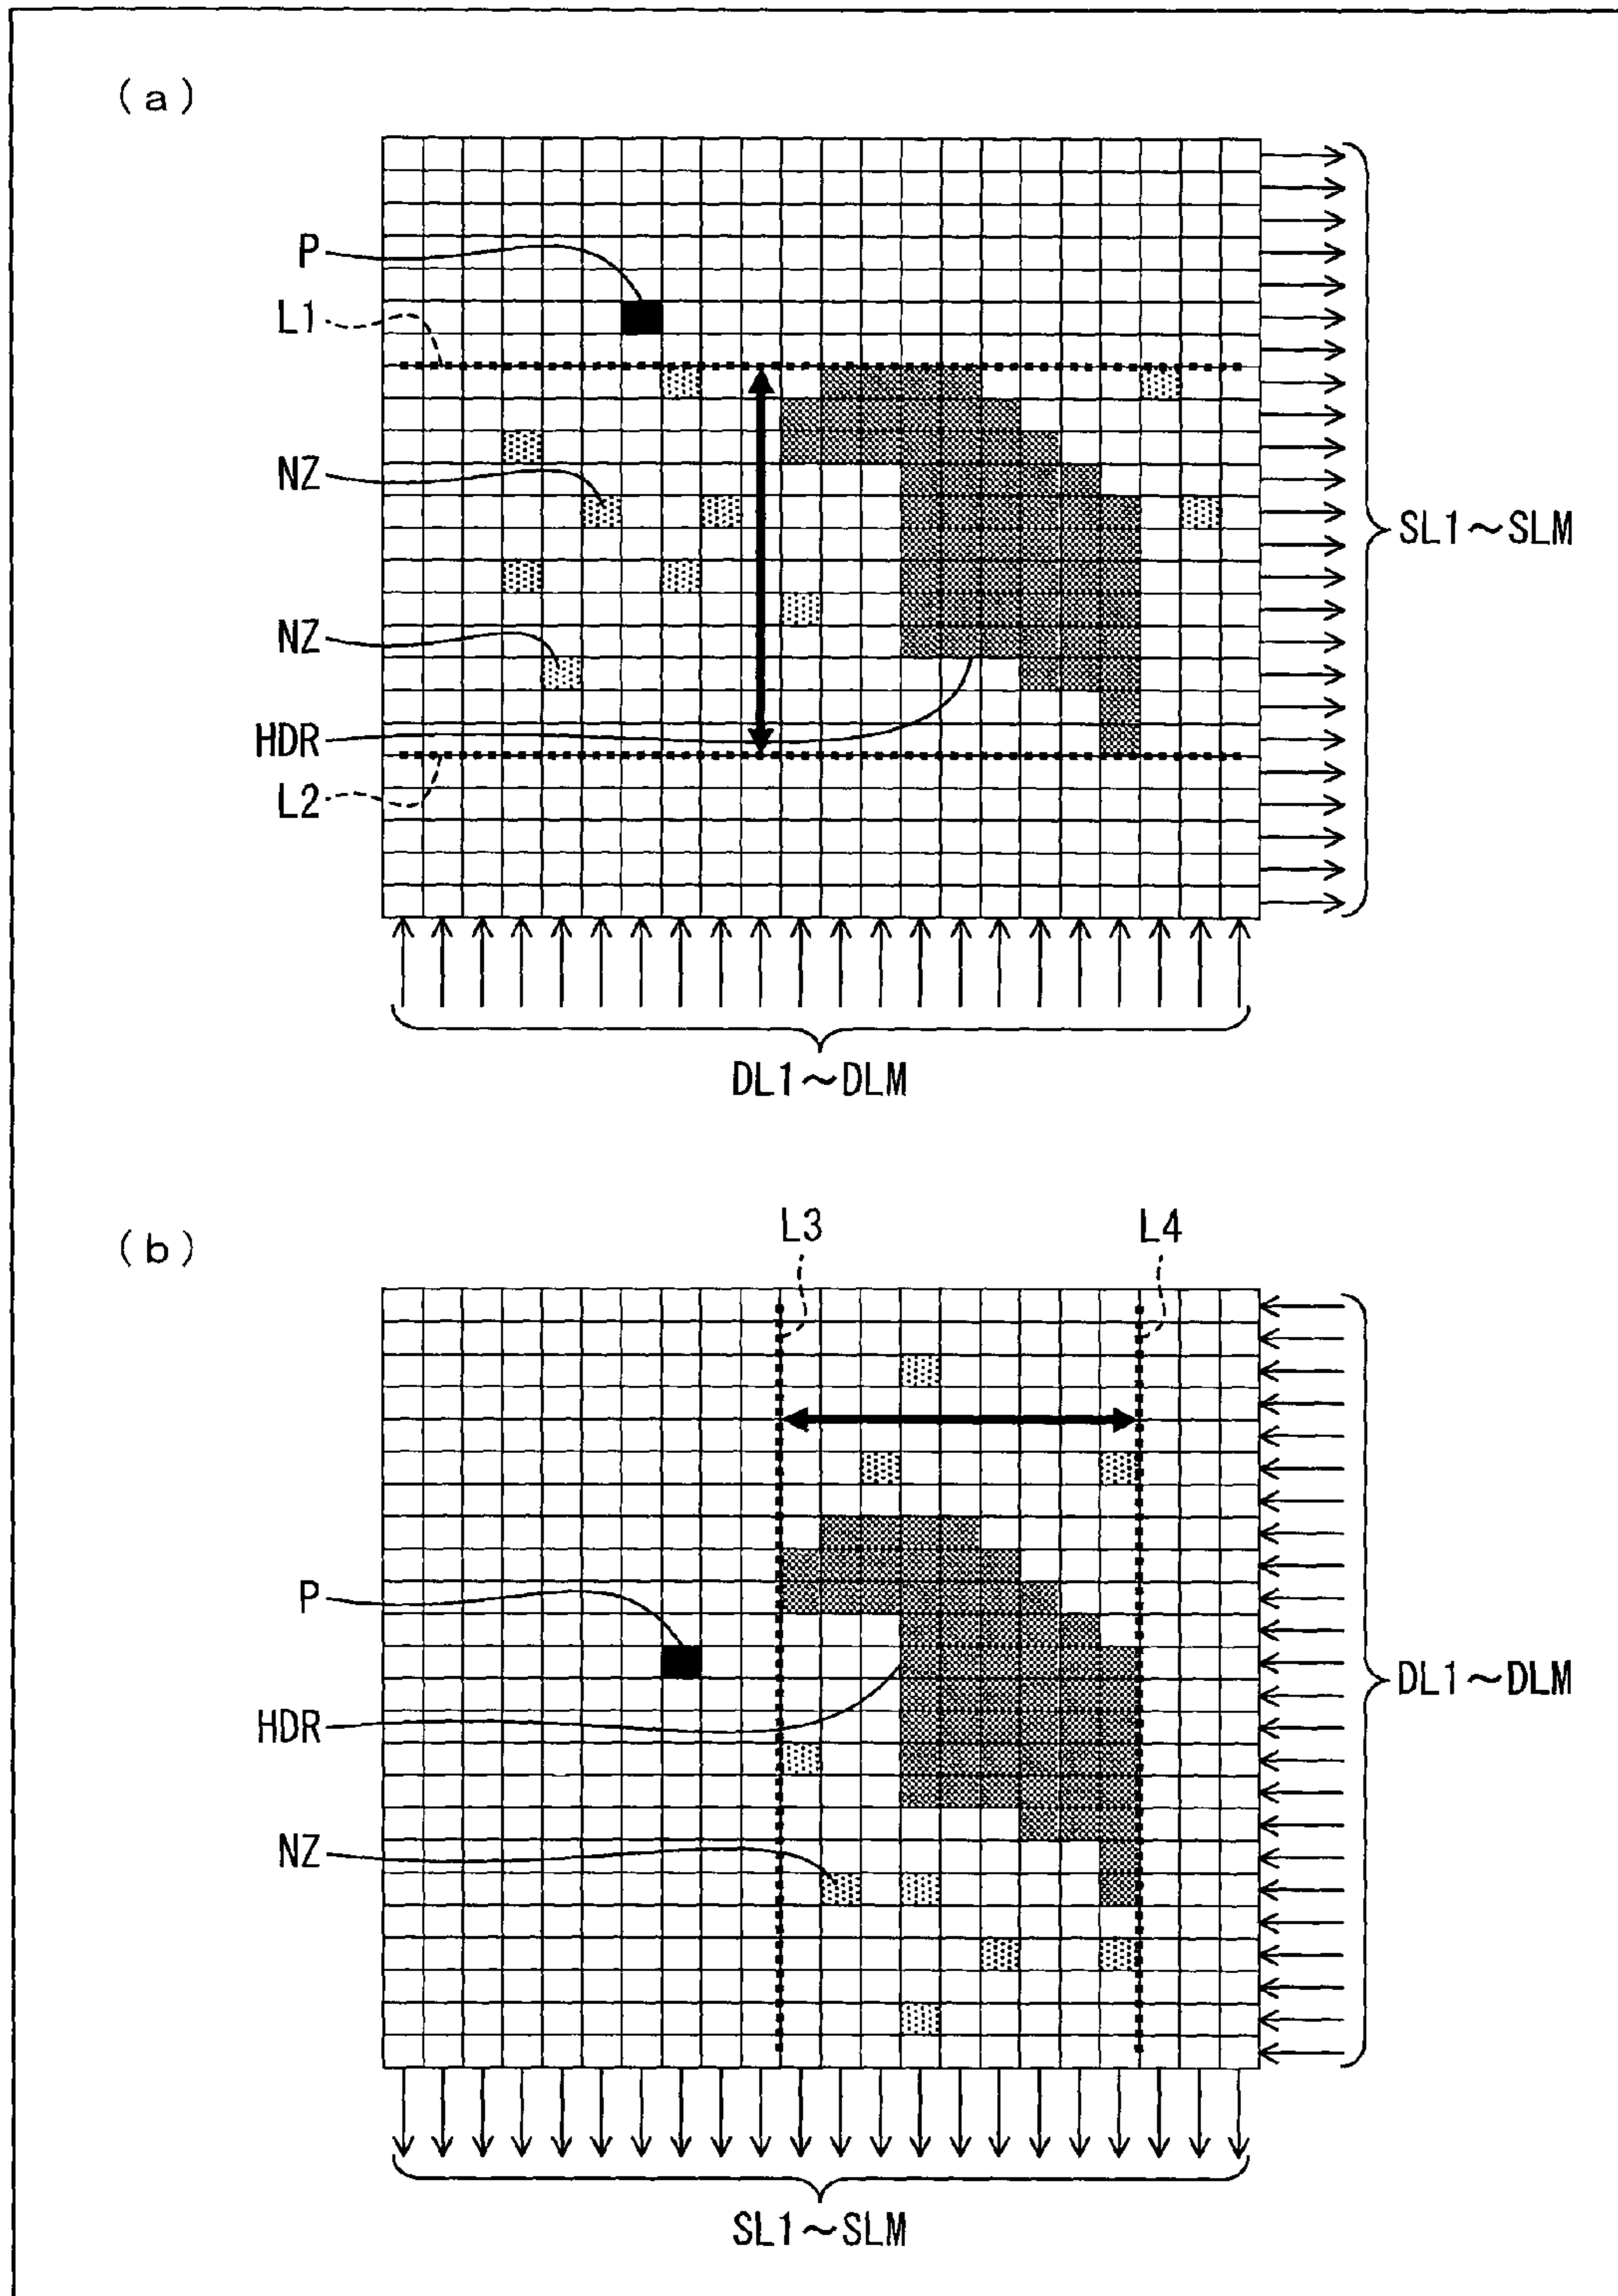 (a)
P
L1
NZ
SL1～SLM
NZ
HDR
L2
DL1～DLM
(b)
L3
L4
P
DL1～DLM
HDR
NZ
SL1～SLM